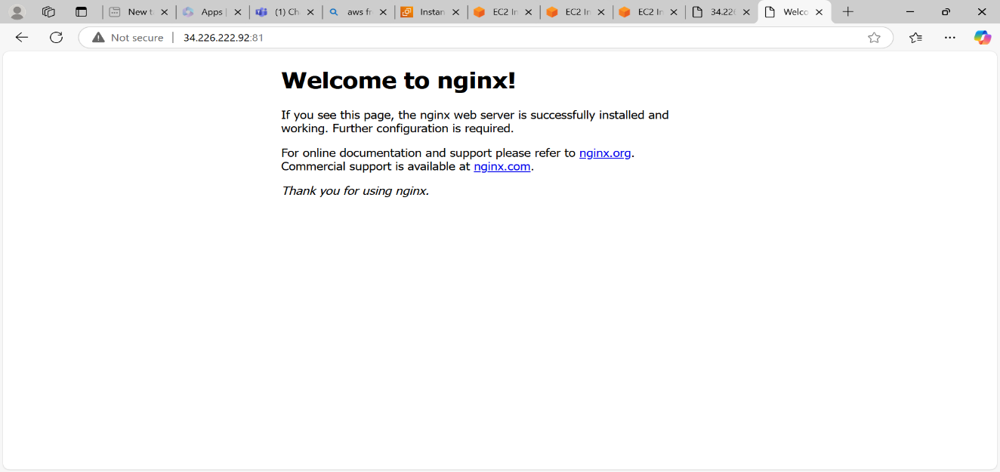 New t
Apps
(1) Ch
aws fr
Instan
EC2 In
EC2 In
EC2 In
34.226
Welco
Not secure
34.226.222.92:81
Welcome to nginx!
If you see this page, the nginx web server is successfully installed and
working. Further configuration is required.
For online documentation and support please refer to nginx.org.
Commercial support is available at nginx.com.
Thank you for using nginx.